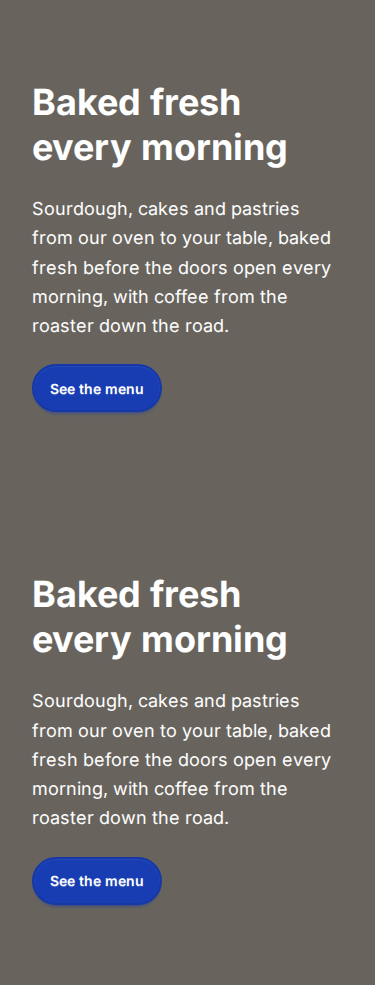 Baked fresh
every morning
Sourdough, cakes and pastries
from our oven to your table, baked
fresh before the doors open every
morning, with coffee from the
roaster down the road.
See the menu
Baked fresh
every morning
Sourdough, cakes and pastries
from our oven to your table, baked
fresh before the doors open every
morning, with coffee from the
roaster down the road.
See the menu